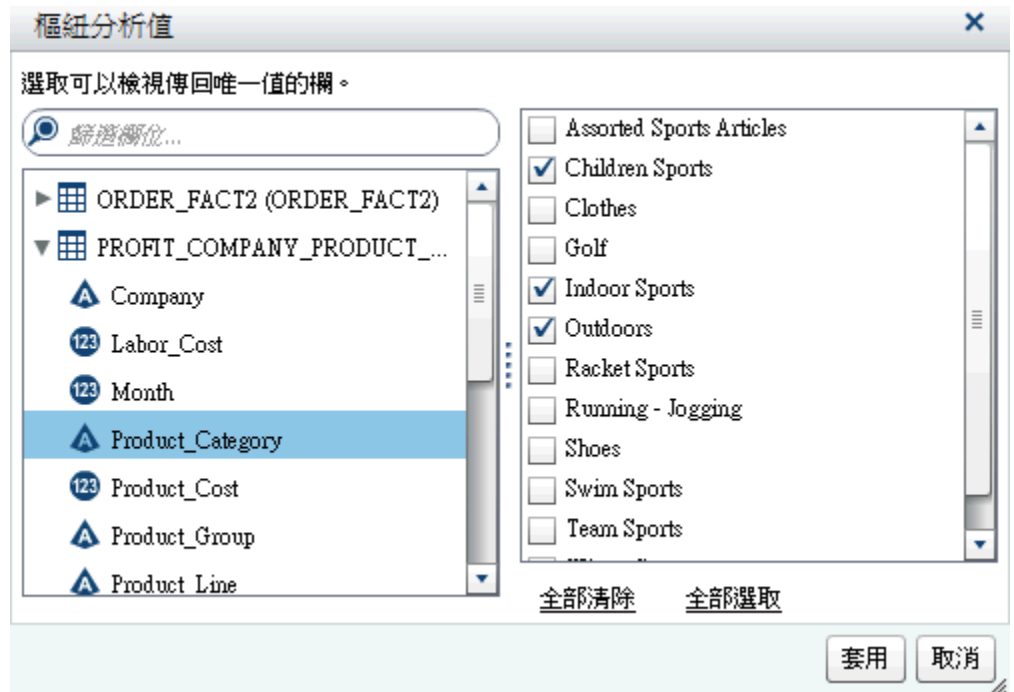 樞紐分析值
選取可以檢視傳回唯一值的欄。
篩選欄位...
ORDER_FACT2 (ORDER_FACT2)
PROFIT_COMPANY_PRODUCT_...
Company
Labor_Cost
Month
Product_Category
Product_Cost
Product_Group
Product_Line
Assorted Sports Articles
Children Sports
Clothes
Golf
Indoor Sports
Outdoors
Racket Sports
Running - Jogging
Shoes
Swim Sports
Team Sports
全部清除 全部選取
套用 取消